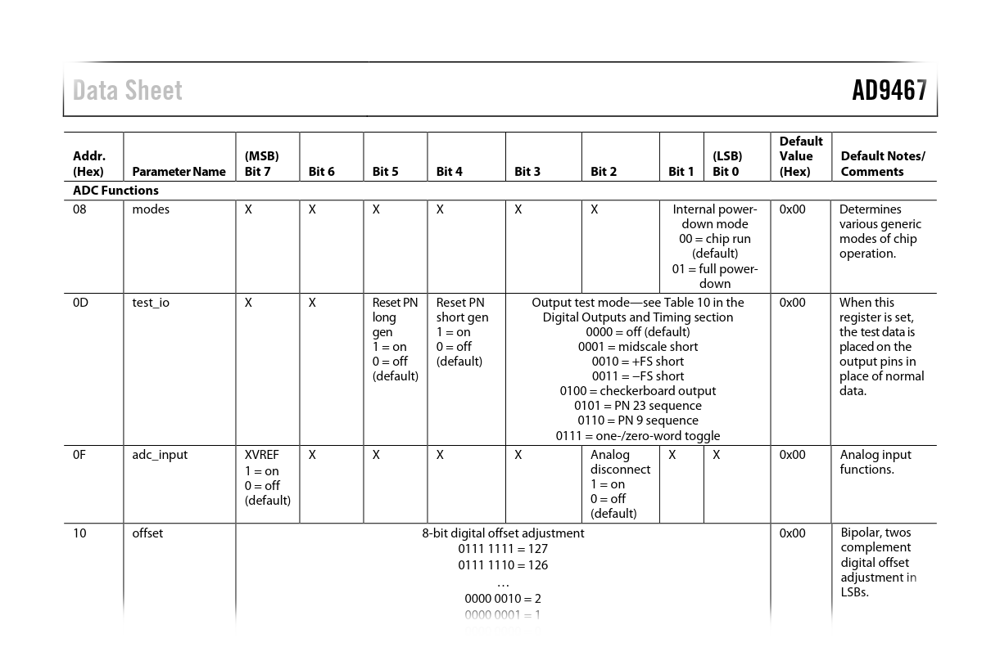 Data Sheet AD9467
Addr. (Hex) Parameter Name (MSB) Bit 7 Bit 6 Bit 5 Bit 4 Bit 3 Bit 2 Bit 1 (LSB) Bit 0 Default Value (Hex) Default Notes/ Comments
ADC Functions
08 modes X X X X X X Internal power- 0x00 Determines
down mode various generic
00 = chip run modes of chip
(default) operation.
01 = full power-
down
0D test_io X X Reset PN Reset PN Output test mode—see Table 10 in the 0x00 When this
long short gen Digital Outputs and Timing section register is set,
gen 1 = on 0000 = off (default) the test data is
1 = on 0 = off 0001 = midscale short placed on the
0 = off (default) 0010 = +FS short output pins in
(default) 0011 = −FS short place of normal
0100 = checkerboard output data.
0101 = PN 23 sequence
0110 = PN 9 sequence
0111 = one-/zero-word toggle
0F adc_input XVREF X X X X Analog X X 0x00 Analog input
1 = on disconnect functions.
0 = off 1 = on
(default) 0 = off
(default)
10 offset 8-bit digital offset adjustment 0x00 Bipolar, twos
0111 1111 = 127 complement
0111 1110 = 126 digital offset
… adjustment in
0000 0010 = 2 LSBs.
0000 0001 = 1